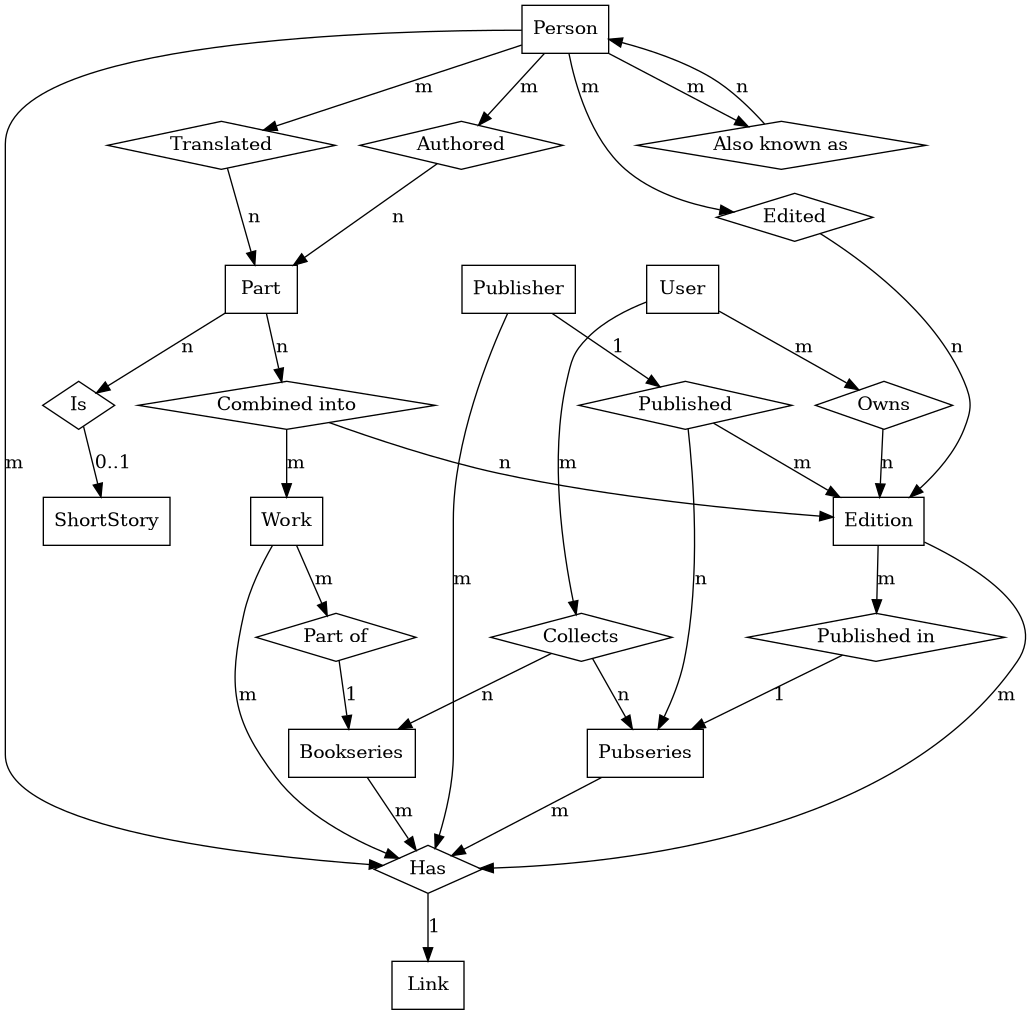 Person
m
m
m
m
n
Translated
Authored
Also known as
Edited
n
n
Part
Publisher
User
n
n
1
m
n
Is
Combined into
Published
Owns
m
0..1
m
n
m
m
n
ShortStory
Work
Edition
m
m
n
m
Part of
Collects
Published in
m
1
n
n
1
m
Bookseries
Pubseries
m
m
Has
1
Link